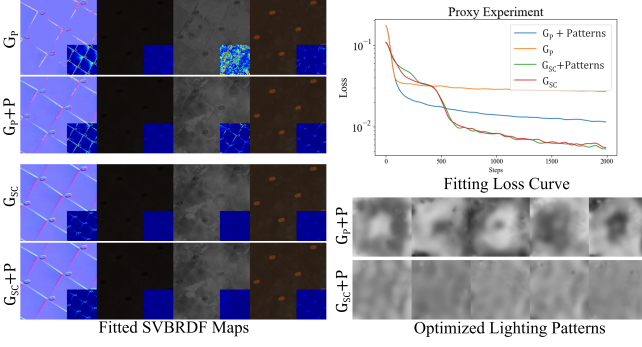 G_P
G_P+P
G_SC
G_SC+P
Fitted SVBRDF Maps
Proxy Experiment
Loss
10⁻¹
10⁻²
G_P + Patterns
G_P
G_SC+Patterns
G_SC
0 500 1000 1500 2000
Steps
Fitting Loss Curve
G_P+P
G_SC+P
Optimized Lighting Patterns